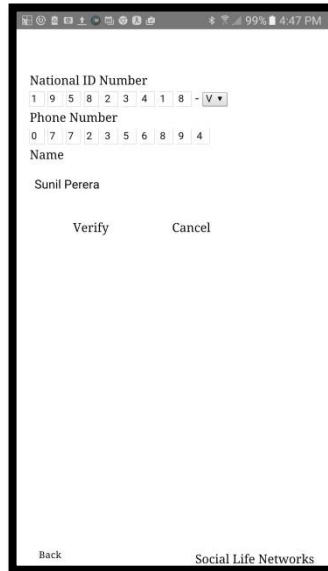 99% 4:47 PM
National ID Number
1 9 5 8 2 3 4 1 8 - V
Phone Number
0 7 7 2 3 5 6 8 9 4
Name
Sunil Perera
Verify Cancel
Back Social Life Networks